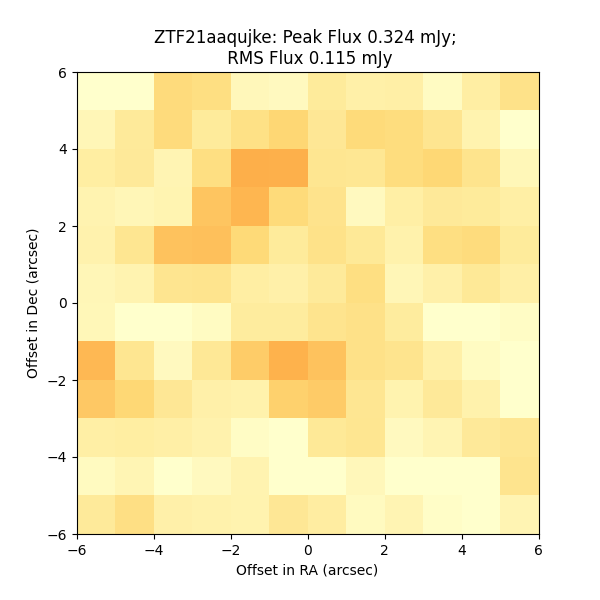 ZTF21aaqujke: Peak Flux 0.324 mJy;
RMS Flux 0.115 mJy
6
4
2
0
−2
−4
−6
Offset in Dec (arcsec)
−6 −4 −2 0 2 4 6
Offset in RA (arcsec)